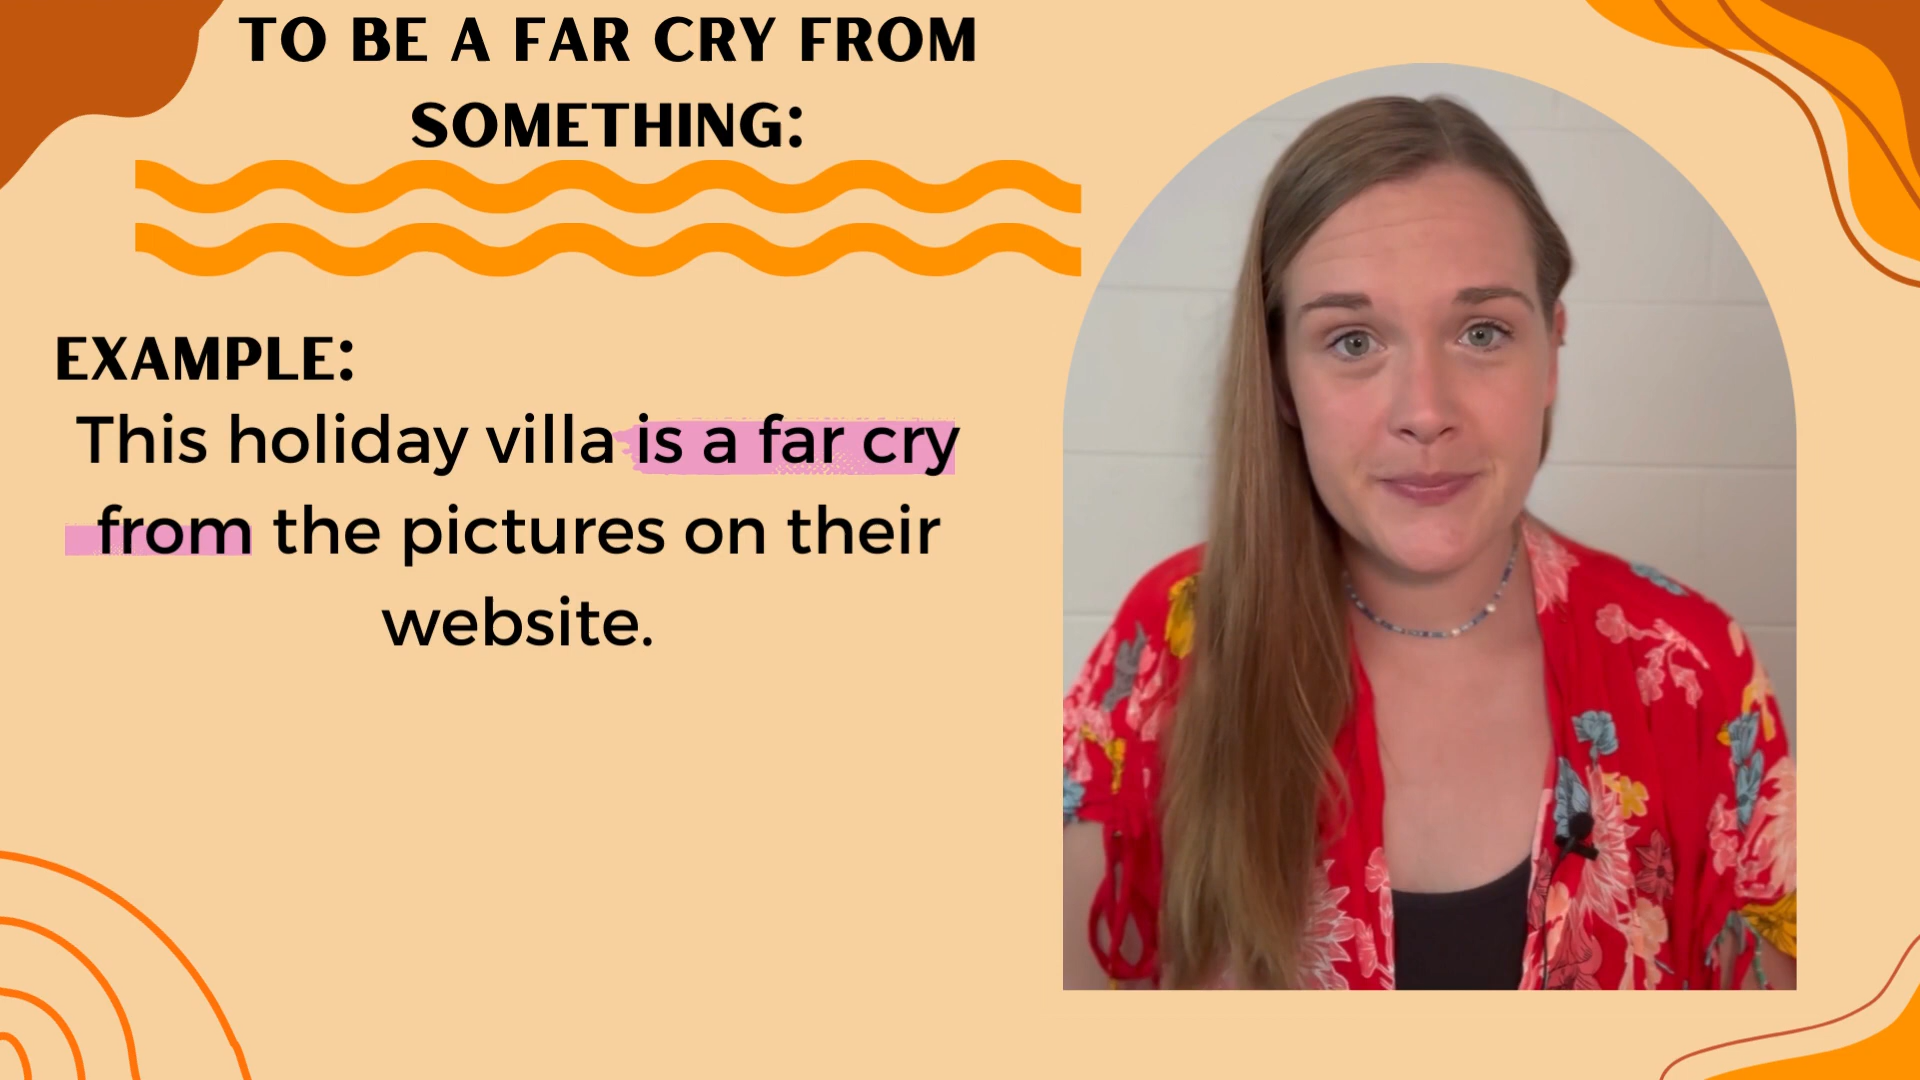 TO BE A FAR CRY FROM
SOMETHING:
EXAMPLE:
This holiday villa is a far cry
from the pictures on their
website.